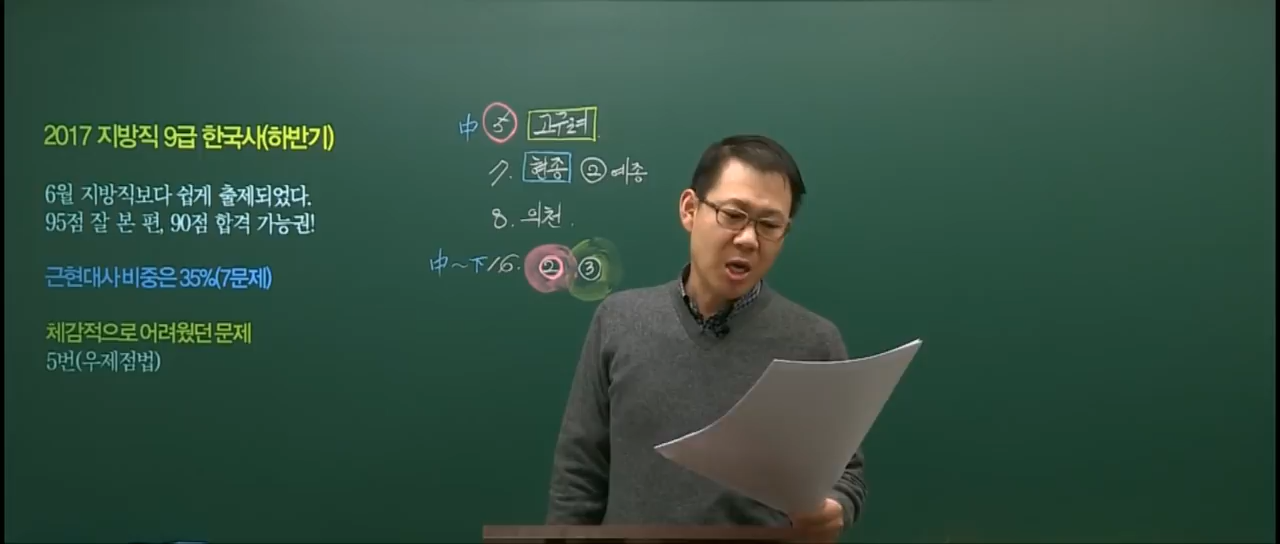 2017 지방직 9급 한국사(하반기)
6월 지방직보다 쉽게 출제되었다.
95점 잘 본 편, 90점 합격 가능권!
근현대사 비중은 35%(7문제)
체감적으로 어려웠던 문제
5번(우제점법)
中 5 고구려.
7. 현종 ② 예종
8. 의천.
中~下 16. ② ③